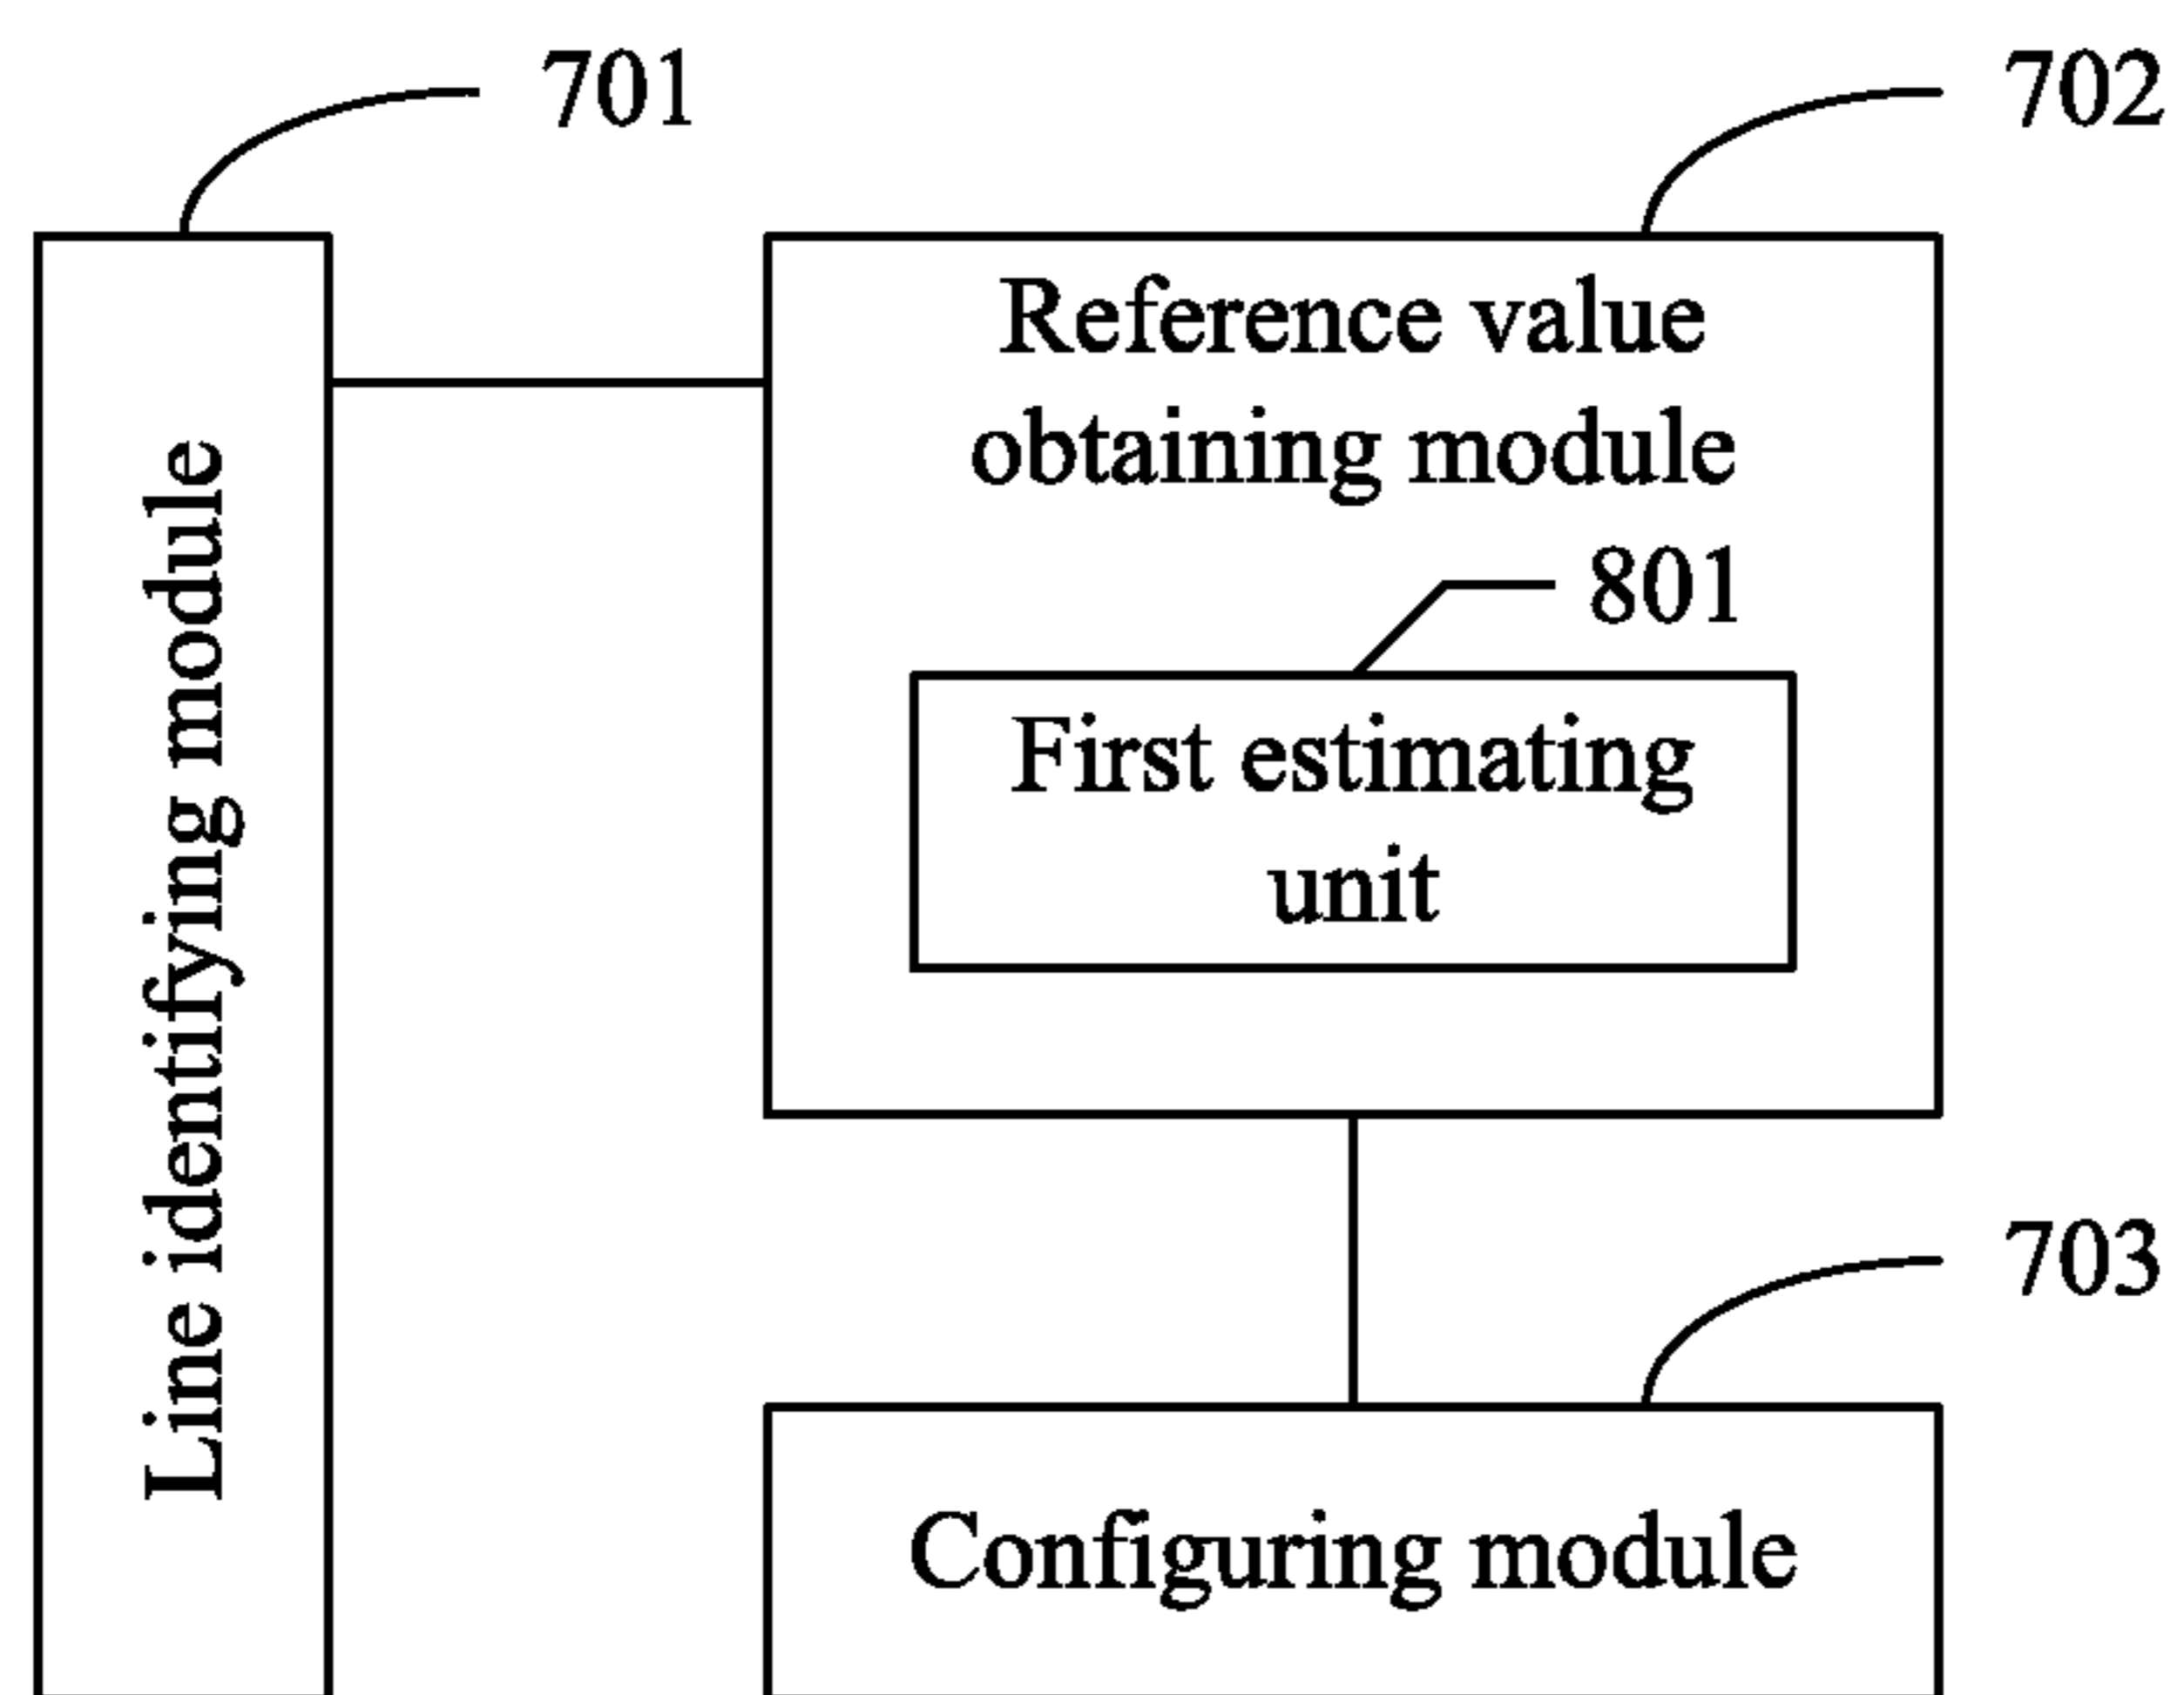 701
702
Line identifying module
Reference value
obtaining module
801
First estimating
unit
703
Configuring module